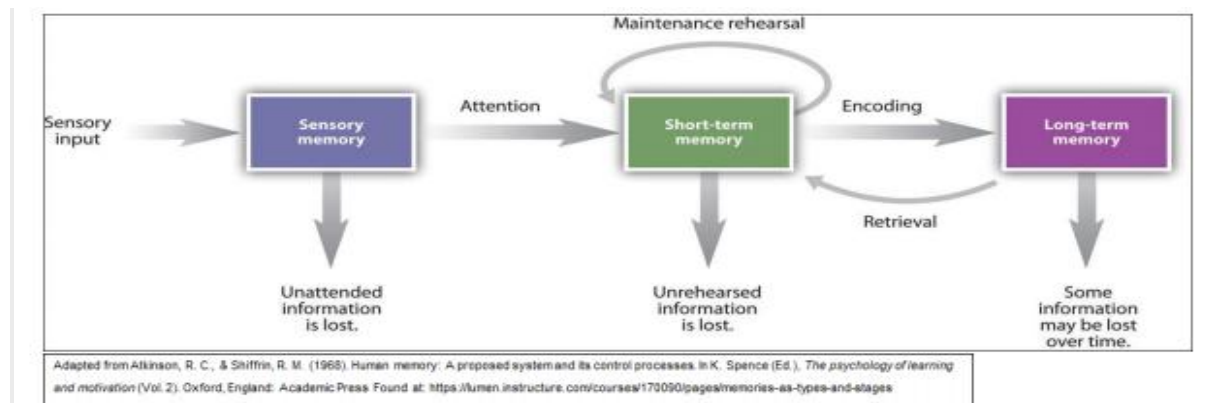 Maintenance rehearsal
Sensory
input
Sensory
memory
Attention
Short-term
memory
Encoding
Long-term
memory
Retrieval
Unattended
information
is lost.
Unrehearsed
information
is lost.
Some
information
may be lost
over time.
Adapted from Atkinson, R. C., & Shiffrin, R. M. (1968). Human memory: A proposed system and its control processes. In K. Spence (Ed.), The psychology of learning
and motivation (Vol. 2). Oxford, England: Academic Press Found at: https://lumen.instructure.com/courses/170090/pages/memories-as-types-and-stages